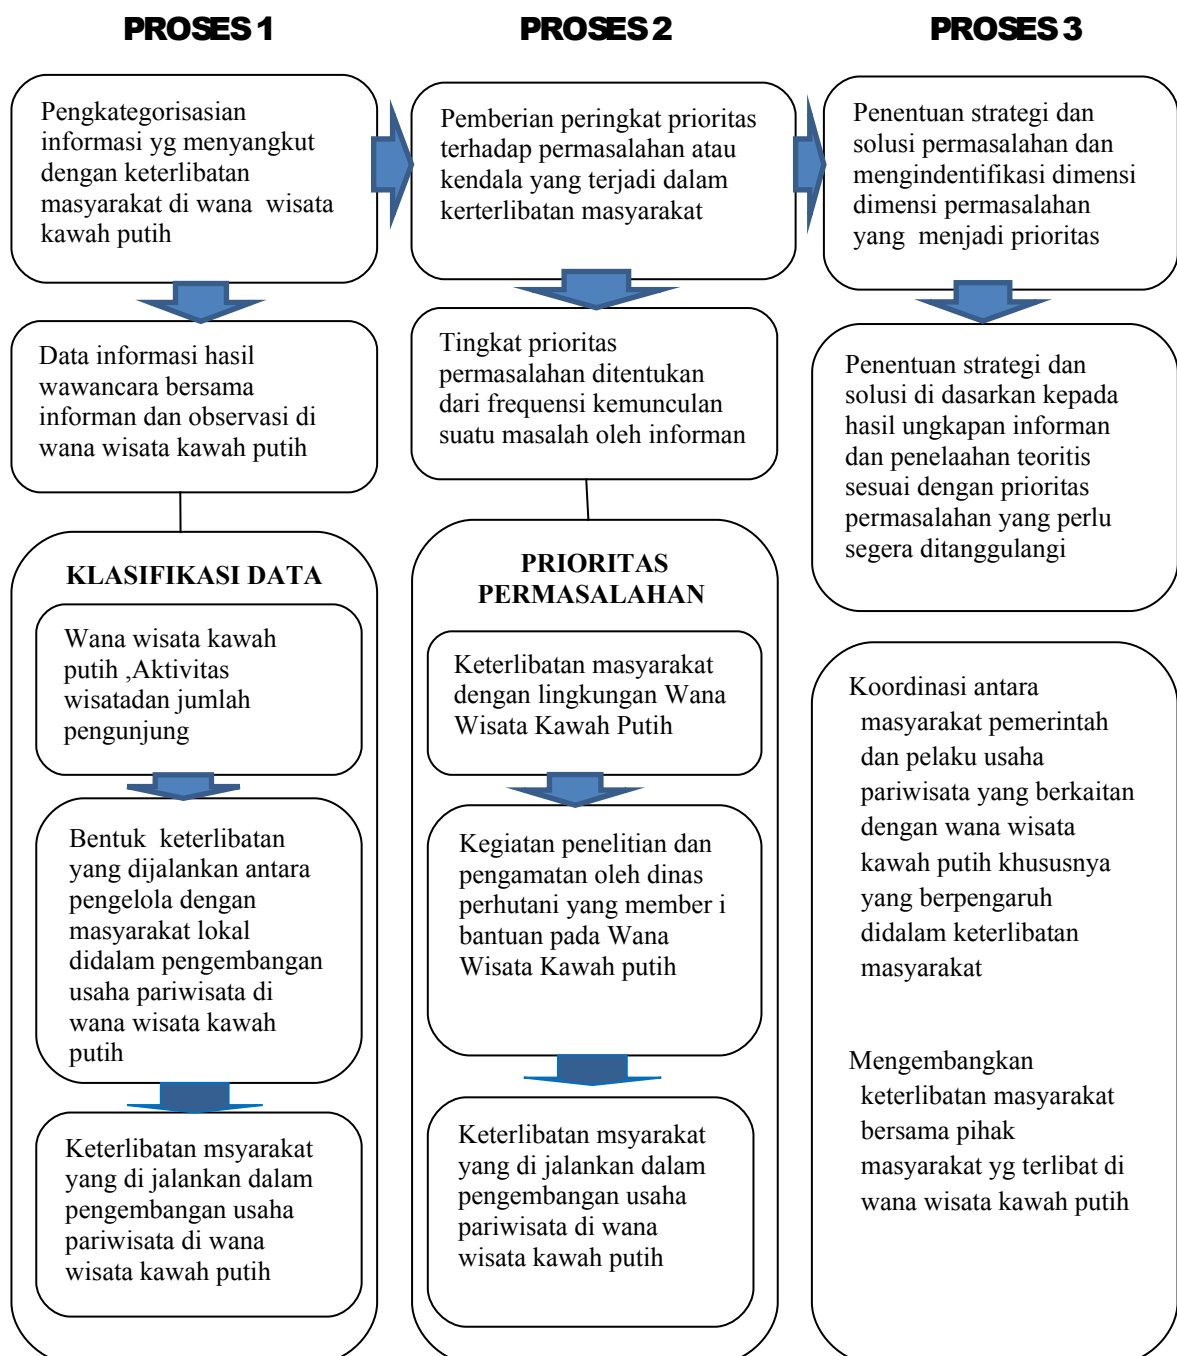 PROSES 1
Pengkategorisasian
informasi yg menyangkut
dengan keterlibatan
masyarakat di wana wisata
kawah putih
Data informasi hasil
wawancara bersama
informan dan observasi di
wana wisata kawah putih
KLASIFIKASI DATA
Wana wisata kawah
putih ,Aktivitas
wisatadan jumlah
pengunjung
Bentuk keterlibatan
yang dijalankan antara
pengelola dengan
masyarakat lokal
didalam pengembangan
usaha pariwisata di
wana wisata kawah
putih
Keterlibatan msyarakat
yang di jalankan dalam
pengembangan usaha
pariwisata di wana
wisata kawah putih
PROSES 2
Pemberian peringkat prioritas
terhadap permasalahan atau
kendala yang terjadi dalam
kerterlibatan masyarakat
Tingkat prioritas
permasalahan ditentukan
dari frequensi kemunculan
suatu masalah oleh informan
PRIORITAS
PERMASALAHAN
Keterlibatan masyarakat
dengan lingkungan Wana
Wisata Kawah Putih
Kegiatan penelitian dan
pengamatan oleh dinas
perhutani yang member i
bantuan pada Wana
Wisata Kawah putih
Keterlibatan msyarakat
yang di jalankan dalam
pengembangan usaha
pariwisata di wana
wisata kawah putih
PROSES 3
Penentuan strategi dan
solusi permasalahan dan
mengindentifikasi dimensi
dimensi permasalahan
yang menjadi prioritas
Penentuan strategi dan
solusi di dasarkan kepada
hasil ungkapan informan
dan penelaahan teoritis
sesuai dengan prioritas
permasalahan yang perlu
segera ditanggulangi
Koordinasi antara
masyarakat pemerintah
dan pelaku usaha
pariwisata yang berkaitan
dengan wana wisata
kawah putih khususnya
yang berpengaruh
didalam keterlibatan
masyarakat
Mengembangkan
keterlibatan masyarakat
bersama pihak
masyarakat yg terlibat di
wana wisata kawah putih